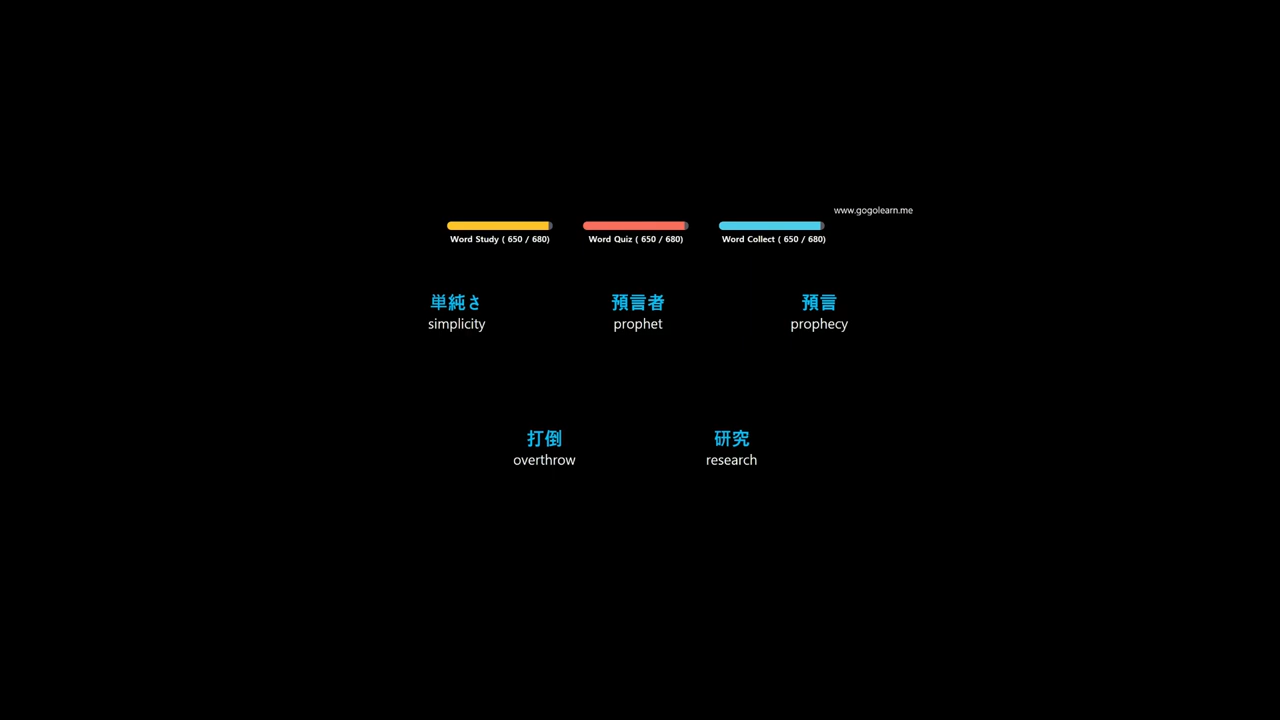 www.gogolearn.me
Word Study ( 650 / 680)
Word Quiz ( 650 / 680)
Word Collect ( 650 / 680)
単純さ
simplicity
預言者
prophet
預言
prophecy
打倒
overthrow
研究
research